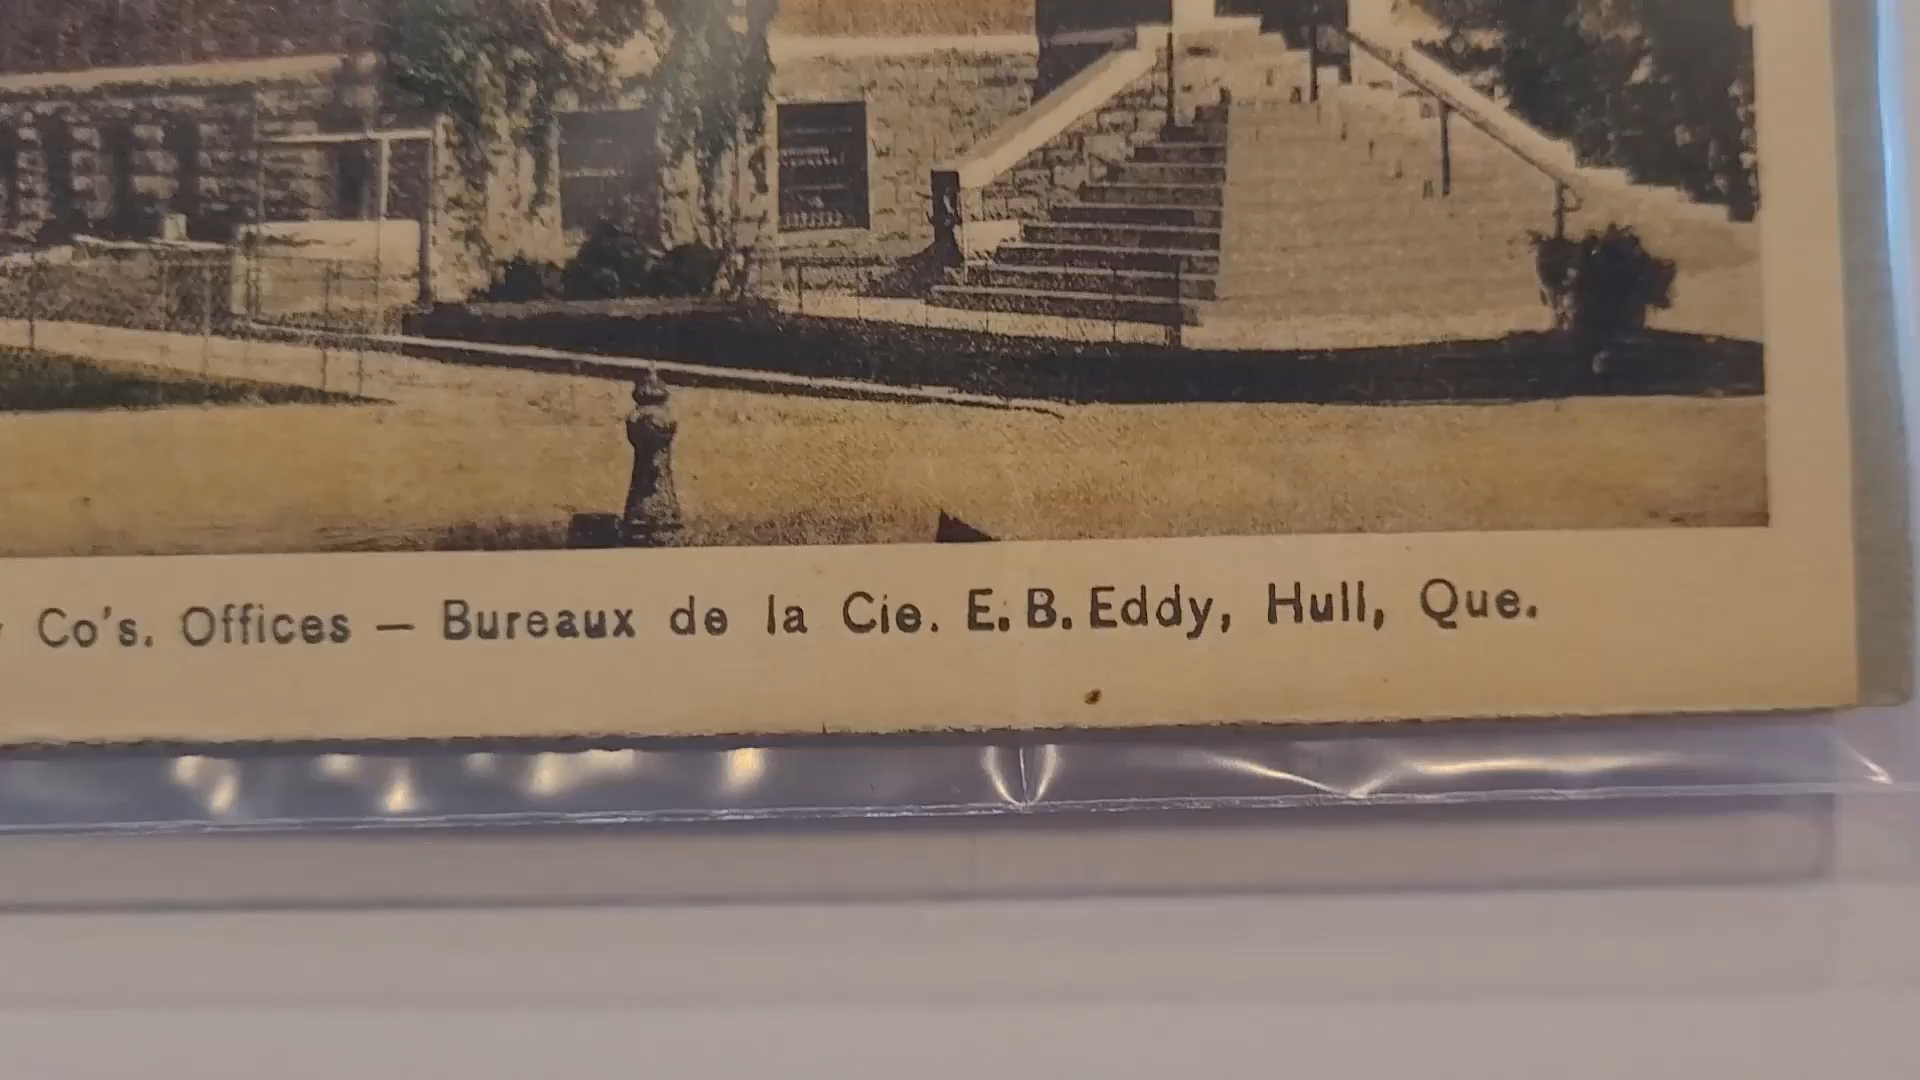 Co's. Offices — Bureaux de la Cie. E. B. Eddy, Hull, Que.